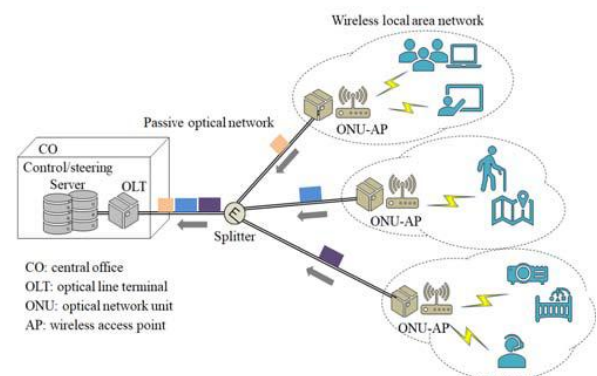 Wireless local area network
ONU-AP
Passive optical network
CO
Control/steering
Server
OLT
Splitter
ONU-AP
ONU-AP
CO: central office
OLT: optical line terminal
ONU: optical network unit
AP: wireless access point